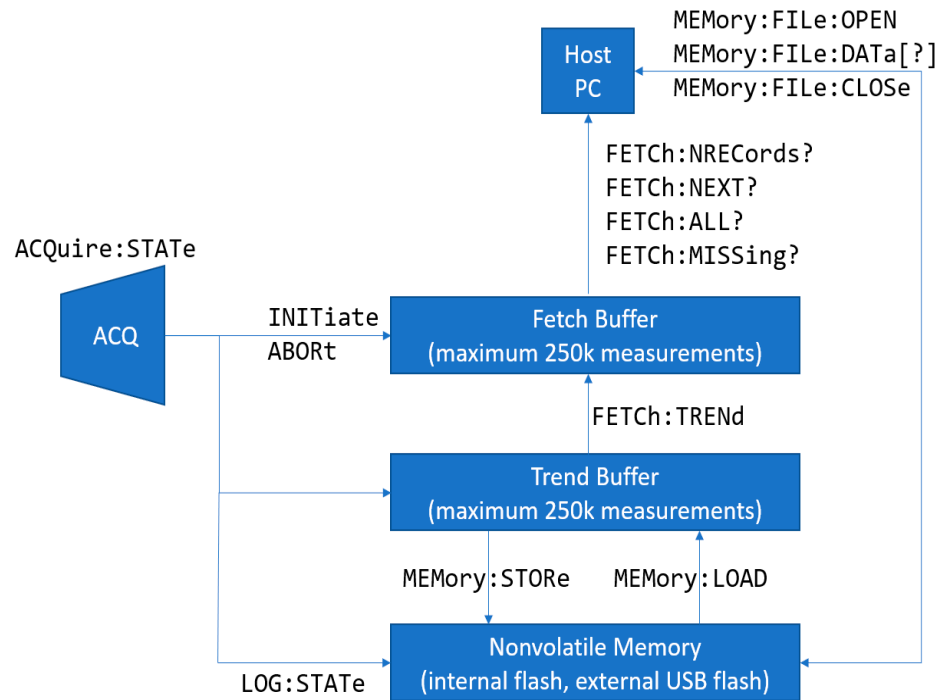 MEMory:FILe:OPEN
MEMory:FILe:DATa[?]
MEMory:FILe:CLOSe
Host
PC
FETCh:NRECords?
FETCh:NEXT?
FETCh:ALL?
FETCh:MISSing?
ACQuire:STATe
ACQ
INITiate
ABORt
Fetch Buffer
(maximum 250k measurements)
FETCh:TRENd
Trend Buffer
(maximum 250k measurements)
MEMory:STORe
MEMory:LOAD
Nonvolatile Memory
(internal flash, external USB flash)
LOG:STATe